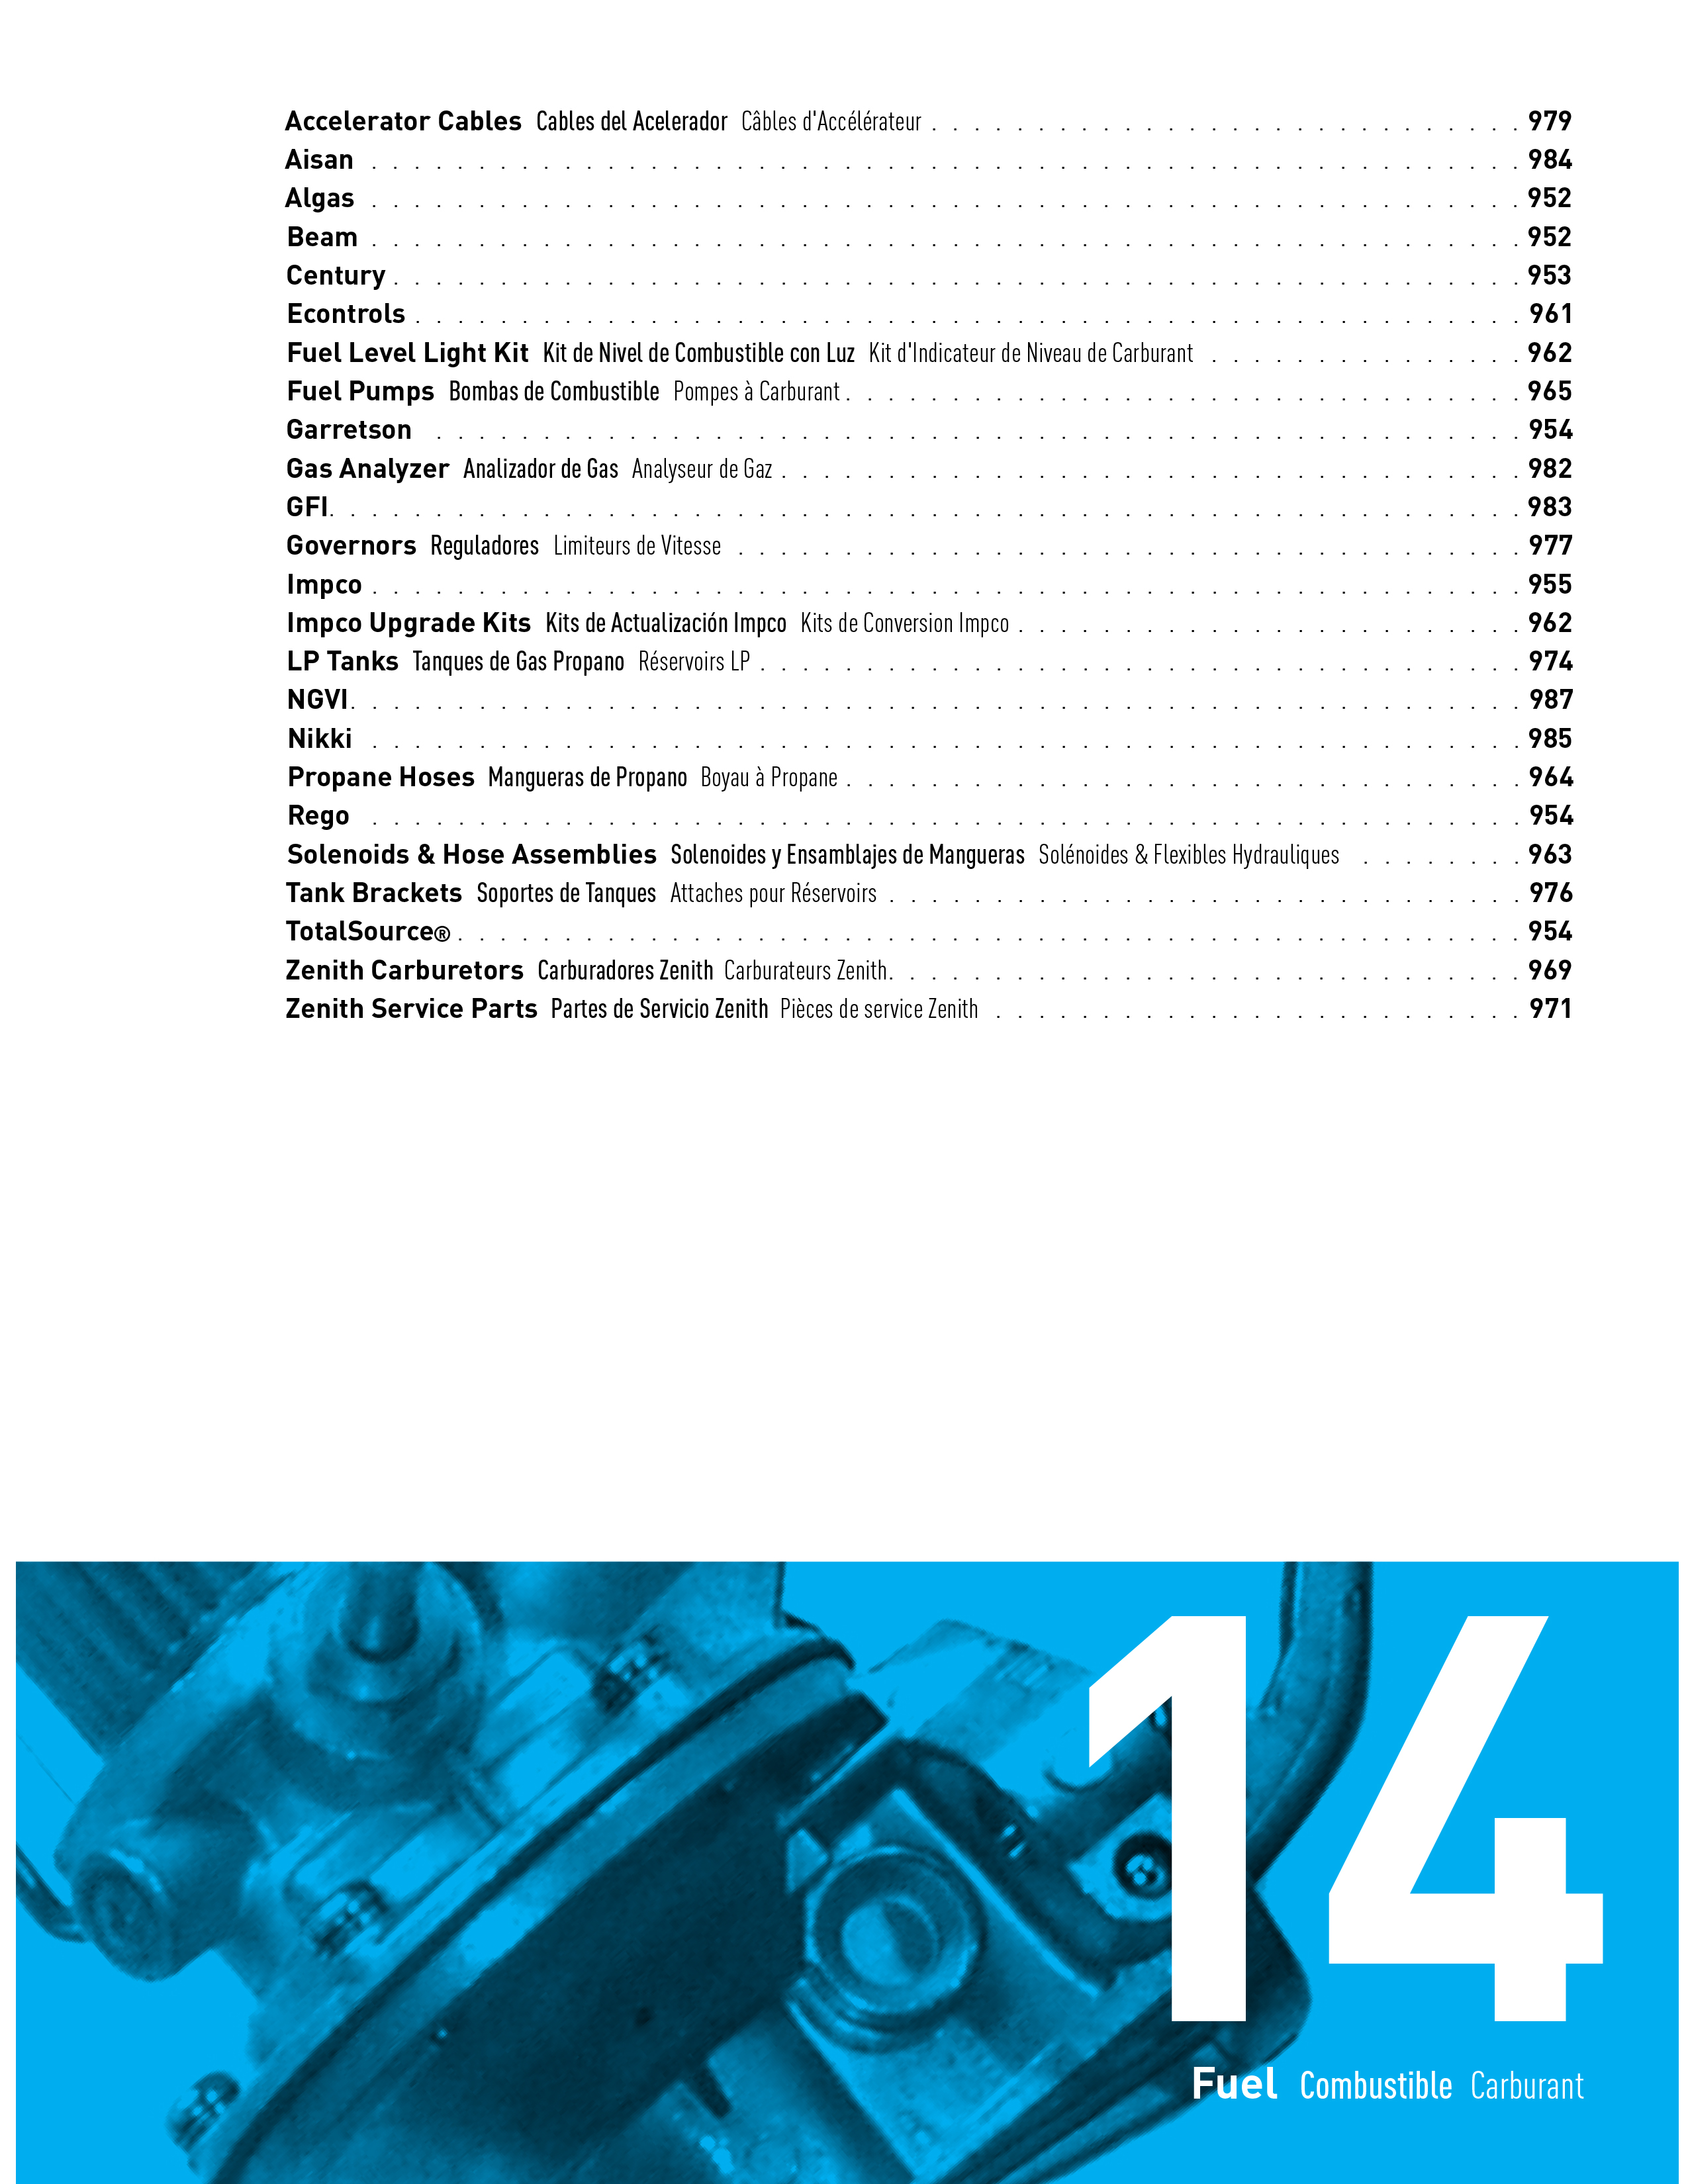 Accelerator Cables Cables del Acelerador Câbles d'Accélérateur . . . . . . . . . . . . . . . . . . . . . . . . . . . . 979
Aisan . . . . . . . . . . . . . . . . . . . . . . . . . . . . 984
Algas . . . . . . . . . . . . . . . . . . . . . . . . . . . . 952
Beam . . . . . . . . . . . . . . . . . . . . . . . . . . . . 952
Century . . . . . . . . . . . . . . . . . . . . . . . . . . . . 953
Econtrols . . . . . . . . . . . . . . . . . . . . . . . . . . . . 961
Fuel Level Light Kit Kit de Nivel de Combustible con Luz Kit d'Indicateur de Niveau de Carburant . . . . . . . . . . . . . . . 962
Fuel Pumps Bombas de Combustible Pompes à Carburant . . . . . . . . . . . . . . . . . . . . . . . . . . . . 965
Garretson . . . . . . . . . . . . . . . . . . . . . . . . . . . . 954
Gas Analyzer Analizador de Gas Analyseur de Gaz . . . . . . . . . . . . . . . . . . . . . . . . . . . . 982
GFI . . . . . . . . . . . . . . . . . . . . . . . . . . . . 983
Governors Reguladores Limiteurs de Vitesse . . . . . . . . . . . . . . . . . . . . . . . . . . . . 977
Impco . . . . . . . . . . . . . . . . . . . . . . . . . . . . 955
Impco Upgrade Kits Kits de Actualización Impco Kits de Conversion Impco . . . . . . . . . . . . . . . . . . . . . . . . 962
LP Tanks Tanques de Gas Propano Réservoirs LP . . . . . . . . . . . . . . . . . . . . . . . . . . . . 974
NGVI . . . . . . . . . . . . . . . . . . . . . . . . . . . . 987
Nikki . . . . . . . . . . . . . . . . . . . . . . . . . . . . 985
Propane Hoses Mangueras de Propano Boyau à Propane . . . . . . . . . . . . . . . . . . . . . . . . . . . . 964
Rego . . . . . . . . . . . . . . . . . . . . . . . . . . . . 954
Solenoids & Hose Assemblies Solenoides y Ensamblajes de Mangueras Solénoides & Flexibles Hydrauliques . . . . . . . . 963
Tank Brackets Soportes de Tanques Attaches pour Réservoirs . . . . . . . . . . . . . . . . . . . . . . . . . . . . 976
TotalSource® . . . . . . . . . . . . . . . . . . . . . . . . . . . . 954
Zenith Carburetors Carburadores Zenith Carburateurs Zenith . . . . . . . . . . . . . . . . . . . . . . . . . . . . 969
Zenith Service Parts Partes de Servicio Zenith Pièces de service Zenith . . . . . . . . . . . . . . . . . . . . . . . . . 971
14
Fuel Combustible Carburant